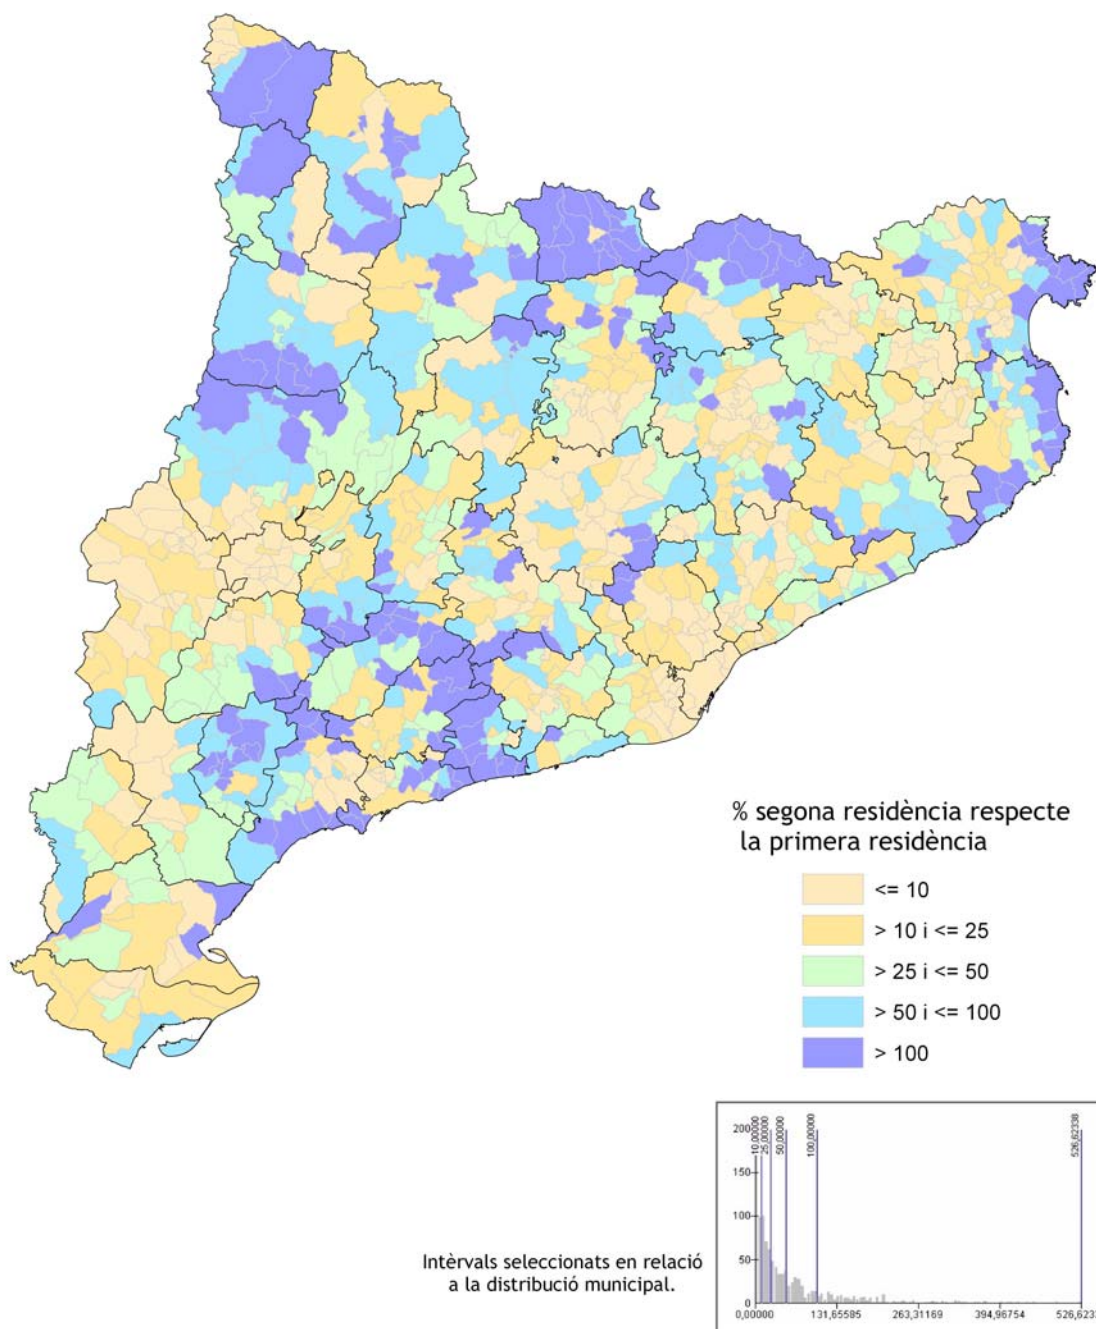 % segona residència respecte
la primera residència
<= 10
> 10 i <= 25
> 25 i <= 50
> 50 i <= 100
> 100
Intèrvals seleccionats en relació
a la distribució municipal.
200
150
100
50
0
10,00000
25,00000
50,00000
100,00000
526,62338
0,00000
131,65585
263,31169
394,96754
526,6233